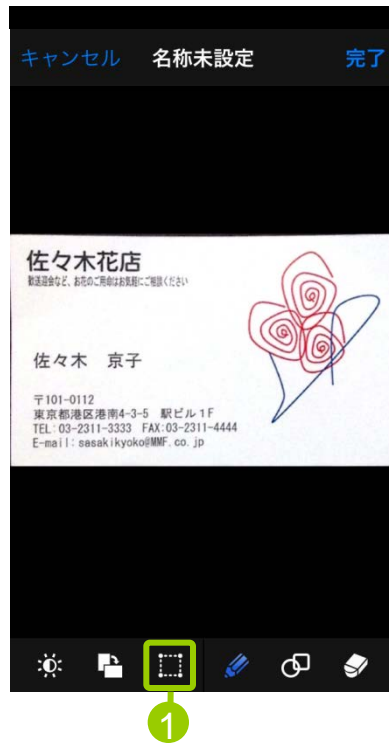 キャンセル 名称未設定 完了
佐々木花店
歓送迎会など、お花のご用命はお気軽にご相談ください
佐々木 京子
〒101-0112
東京都港区港南4-3-5 駅ビル1F
TEL:03-2311-3333 FAX:03-2311-4444
E-mail:sasakikyoko@MMF.co.jp
1